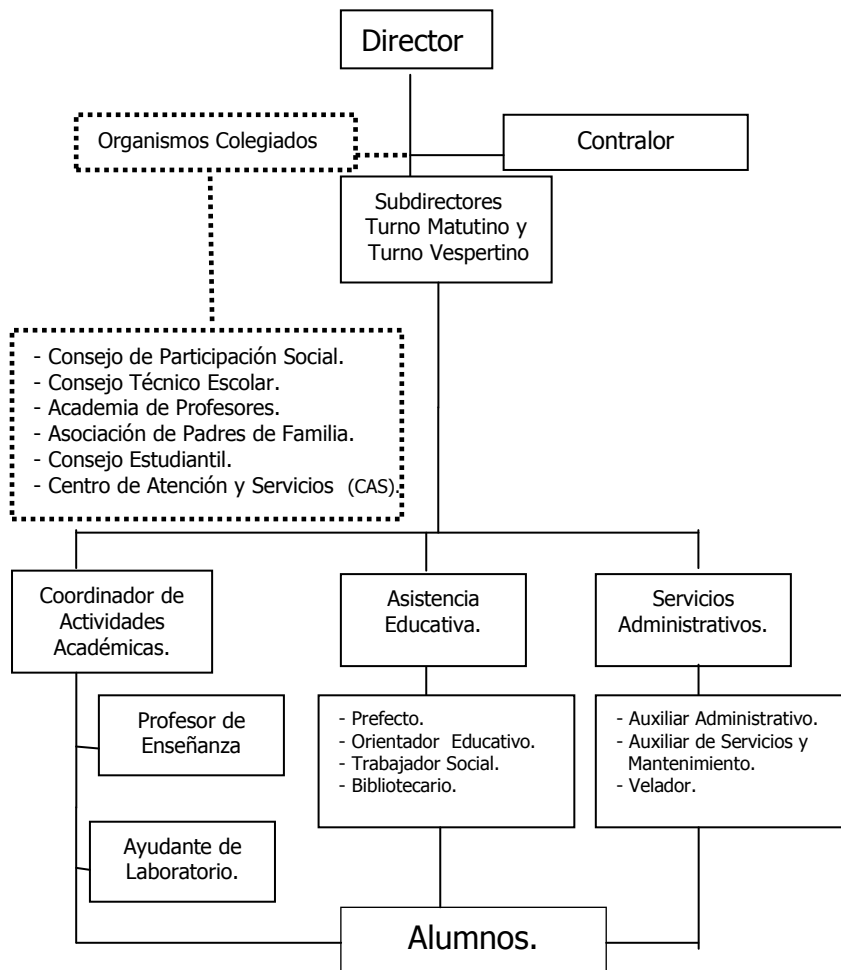 Director
Organismos Colegiados
Contralor
Subdirectores
Turno Matutino y
Turno Vespertino
- Consejo de Participación Social.
- Consejo Técnico Escolar.
- Academia de Profesores.
- Asociación de Padres de Familia.
- Consejo Estudiantil.
- Centro de Atención y Servicios (CAS).
Coordinador de
Actividades
Académicas.
Asistencia
Educativa.
Servicios
Administrativos.
Profesor de
Enseñanza
- Prefecto.
- Orientador Educativo.
- Trabajador Social.
- Bibliotecario.
- Auxiliar Administrativo.
- Auxiliar de Servicios y
Mantenimiento.
- Velador.
Ayudante de
Laboratorio.
Alumnos.